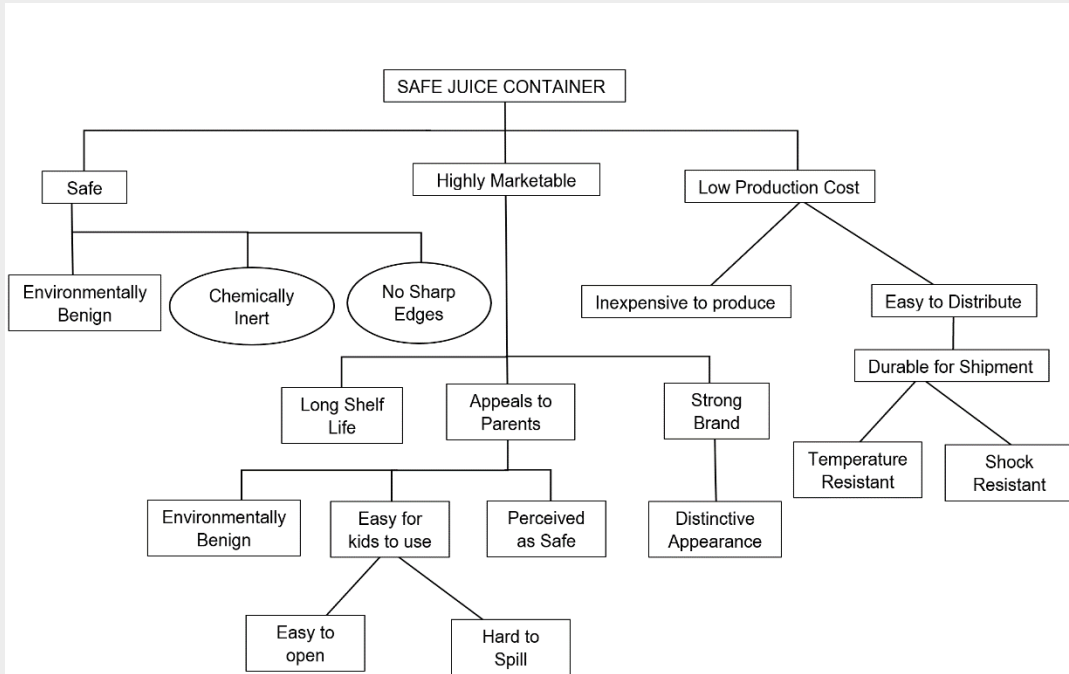 SAFE JUICE CONTAINER
Safe
Highly Marketable
Low Production Cost
Environmentally
Benign
Chemically
Inert
No Sharp
Edges
Inexpensive to produce
Easy to Distribute
Durable for Shipment
Long Shelf
Life
Appeals to
Parents
Strong
Brand
Temperature
Resistant
Shock
Resistant
Environmentally
Benign
Easy for
kids to use
Perceived
as Safe
Distinctive
Appearance
Easy to
open
Hard to
Spill